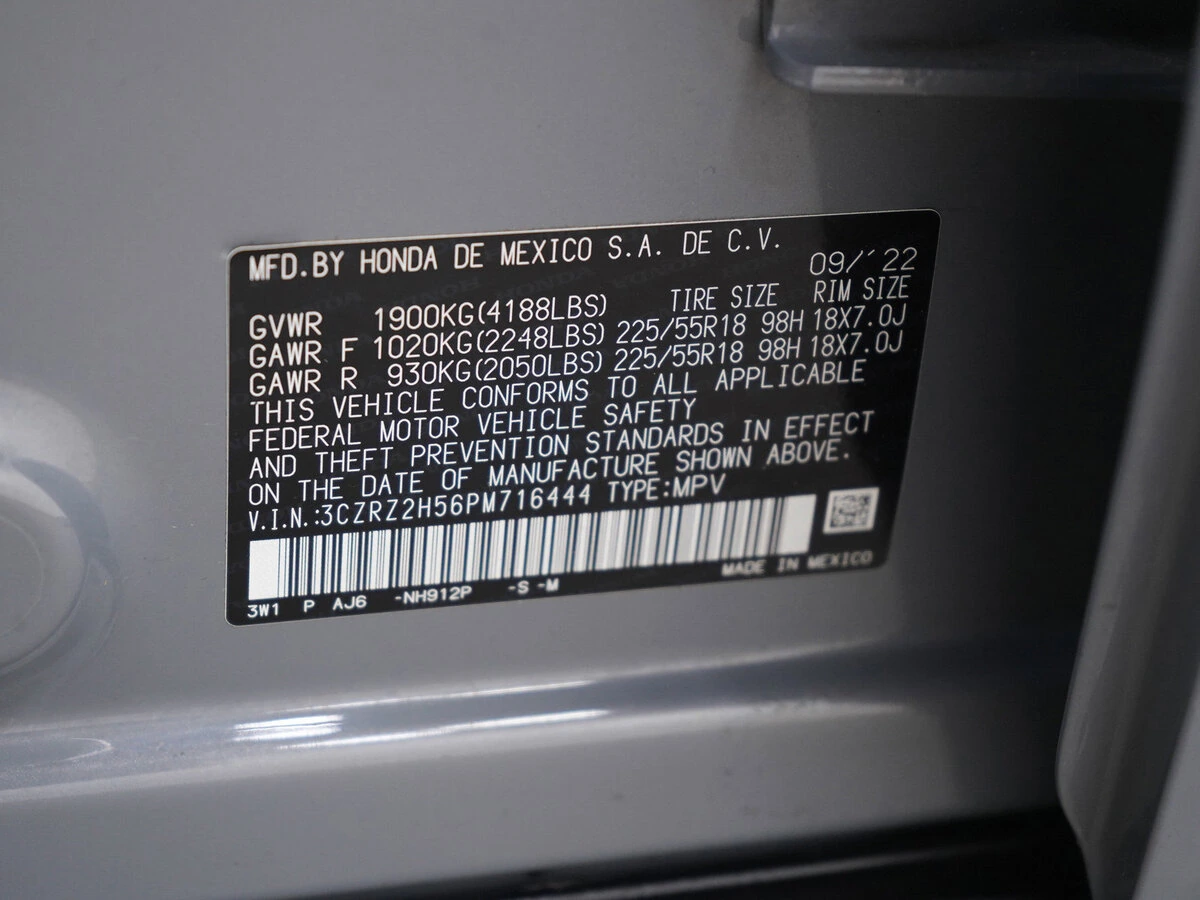 MFD.BY HONDA DE MEXICO S.A. DE C.V.
09/´22
TIRE SIZE RIM SIZE
GVWR 1900KG(4188LBS)
GAWR F 1020KG(2248LBS) 225/55R18 98H 18X7.0J
GAWR R 930KG(2050LBS) 225/55R18 98H 18X7.0J
THIS VEHICLE CONFORMS TO ALL APPLICABLE
FEDERAL MOTOR VEHICLE SAFETY
AND THEFT PREVENTION STANDARDS IN EFFECT
ON THE DATE OF MANUFACTURE SHOWN ABOVE.
V.I.N.:3CZRZ2H56PM716444 TYPE:MPV
MADE IN MEXICO
3W1 P AJ6 -NH912P -S -M